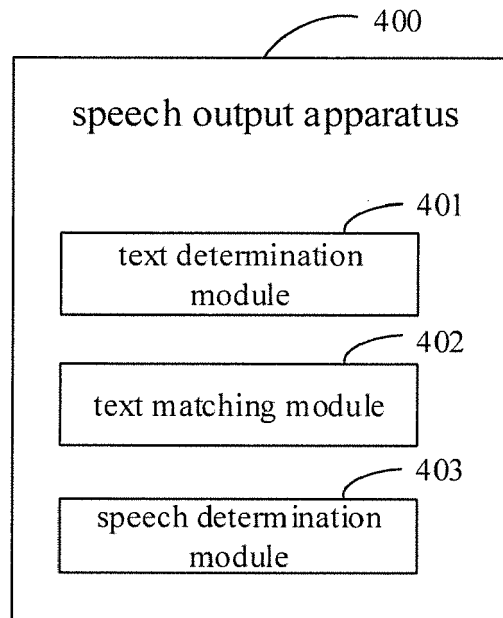 400
speech output apparatus
401
text determination
module
402
text matching module
403
speech determination
module